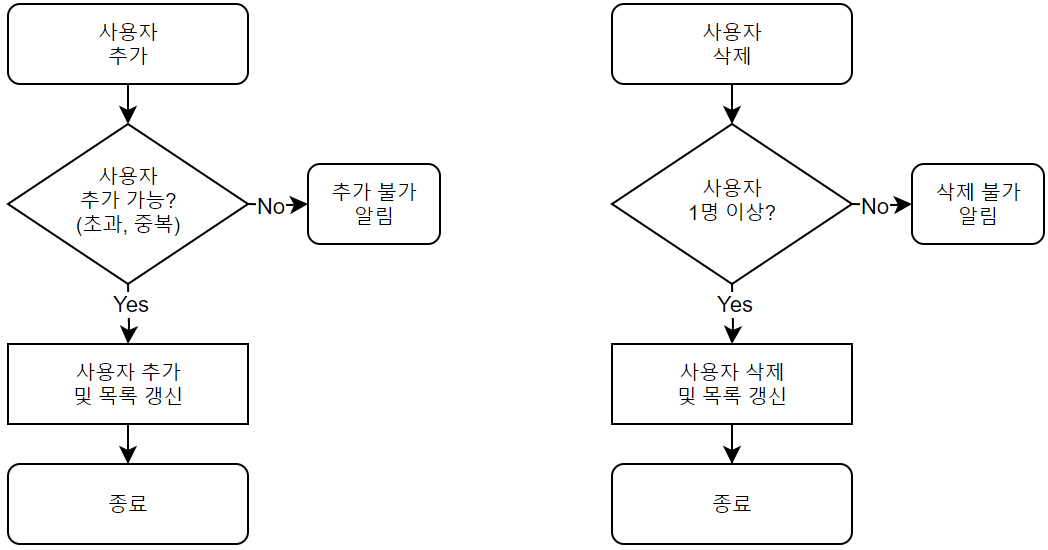 사용자
추가
사용자
추가 가능?
(초과, 중복)
No
추가 불가
알림
Yes
사용자 추가
및 목록 갱신
종료
사용자
삭제
사용자
1명 이상?
No
삭제 불가
알림
Yes
사용자 삭제
및 목록 갱신
종료